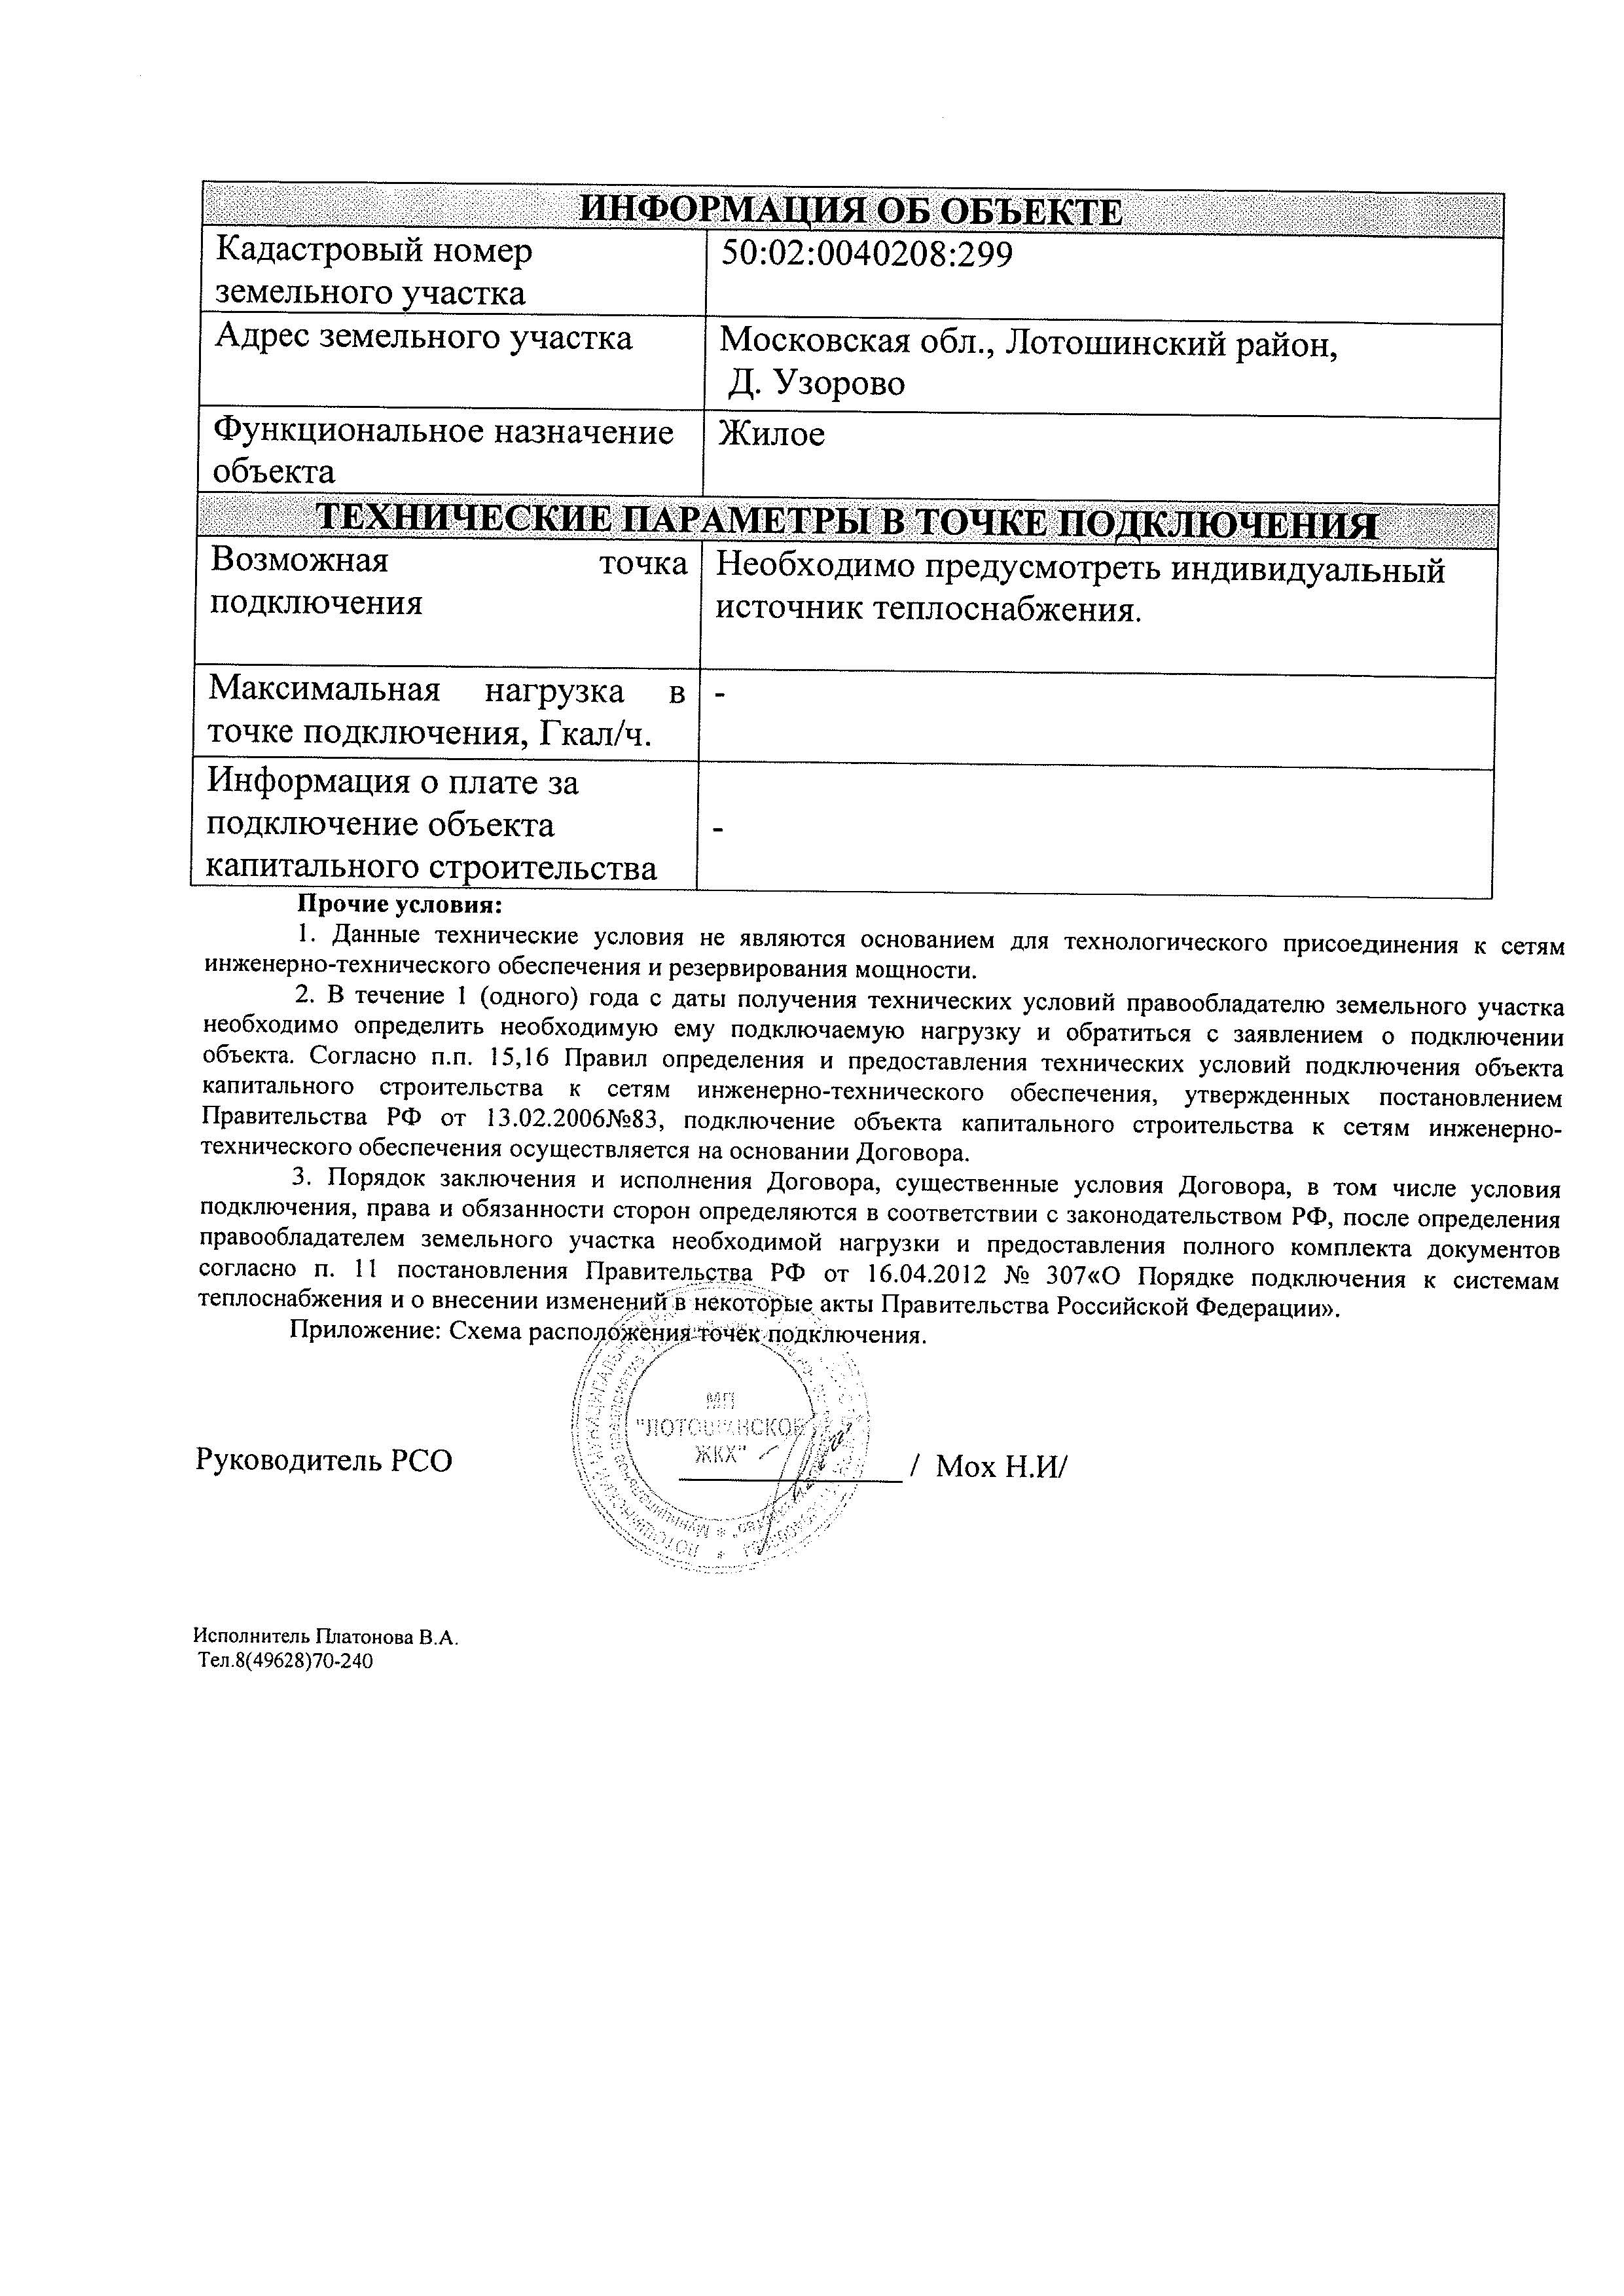 ИНФОРМАЦИЯ ОБ ОБЪЕКТЕ
Кадастровый номер
земельного участка
50:02:0040208:299
Адрес земельного участка
Московская обл., Лотошинский район,
Д. Узорово
Функциональное назначение
объекта
Жилое
ТЕХНИЧЕСКИЕ ПАРАМЕТРЫ В ТОЧКЕ ПОДКЛЮЧЕНИЯ
Возможная точка
подключения
Необходимо предусмотреть индивидуальный
источник теплоснабжения.
Максимальная нагрузка в
точке подключения, Гкал/ч.
-
Информация о плате за
подключение объекта
капитального строительства
-
Прочие условия:
1. Данные технические условия не являются основанием для технологического присоединения к сетям
инженерно-технического обеспечения и резервирования мощности.
2. В течение 1 (одного) года с даты получения технических условий правообладателю земельного участка
необходимо определить необходимую ему подключаемую нагрузку и обратиться с заявлением о подключении
объекта. Согласно п.п. 15,16 Правил определения и предоставления технических условий подключения объекта
капитального строительства к сетям инженерно-технического обеспечения, утвержденных постановлением
Правительства РФ от 13.02.2006№83, подключение объекта капитального строительства к сетям инженерно-
технического обеспечения осуществляется на основании Договора.
3. Порядок заключения и исполнения Договора, существенные условия Договора, в том числе условия
подключения, права и обязанности сторон определяются в соответствии с законодательством РФ, после определения
правообладателем земельного участка необходимой нагрузки и предоставления полного комплекта документов
согласно п. 11 постановления Правительства РФ от 16.04.2012 № 307«О Порядке подключения к системам
теплоснабжения и о внесении изменений в некоторые акты Правительства Российской Федерации».
Приложение: Схема расположения точек подключения.
МП
"ЛОТОШИНСКОЕ
ЖКХ"
Руководитель РСО / Мох Н.И/
Исполнитель Платонова В.А.
Тел.8(49628)70-240